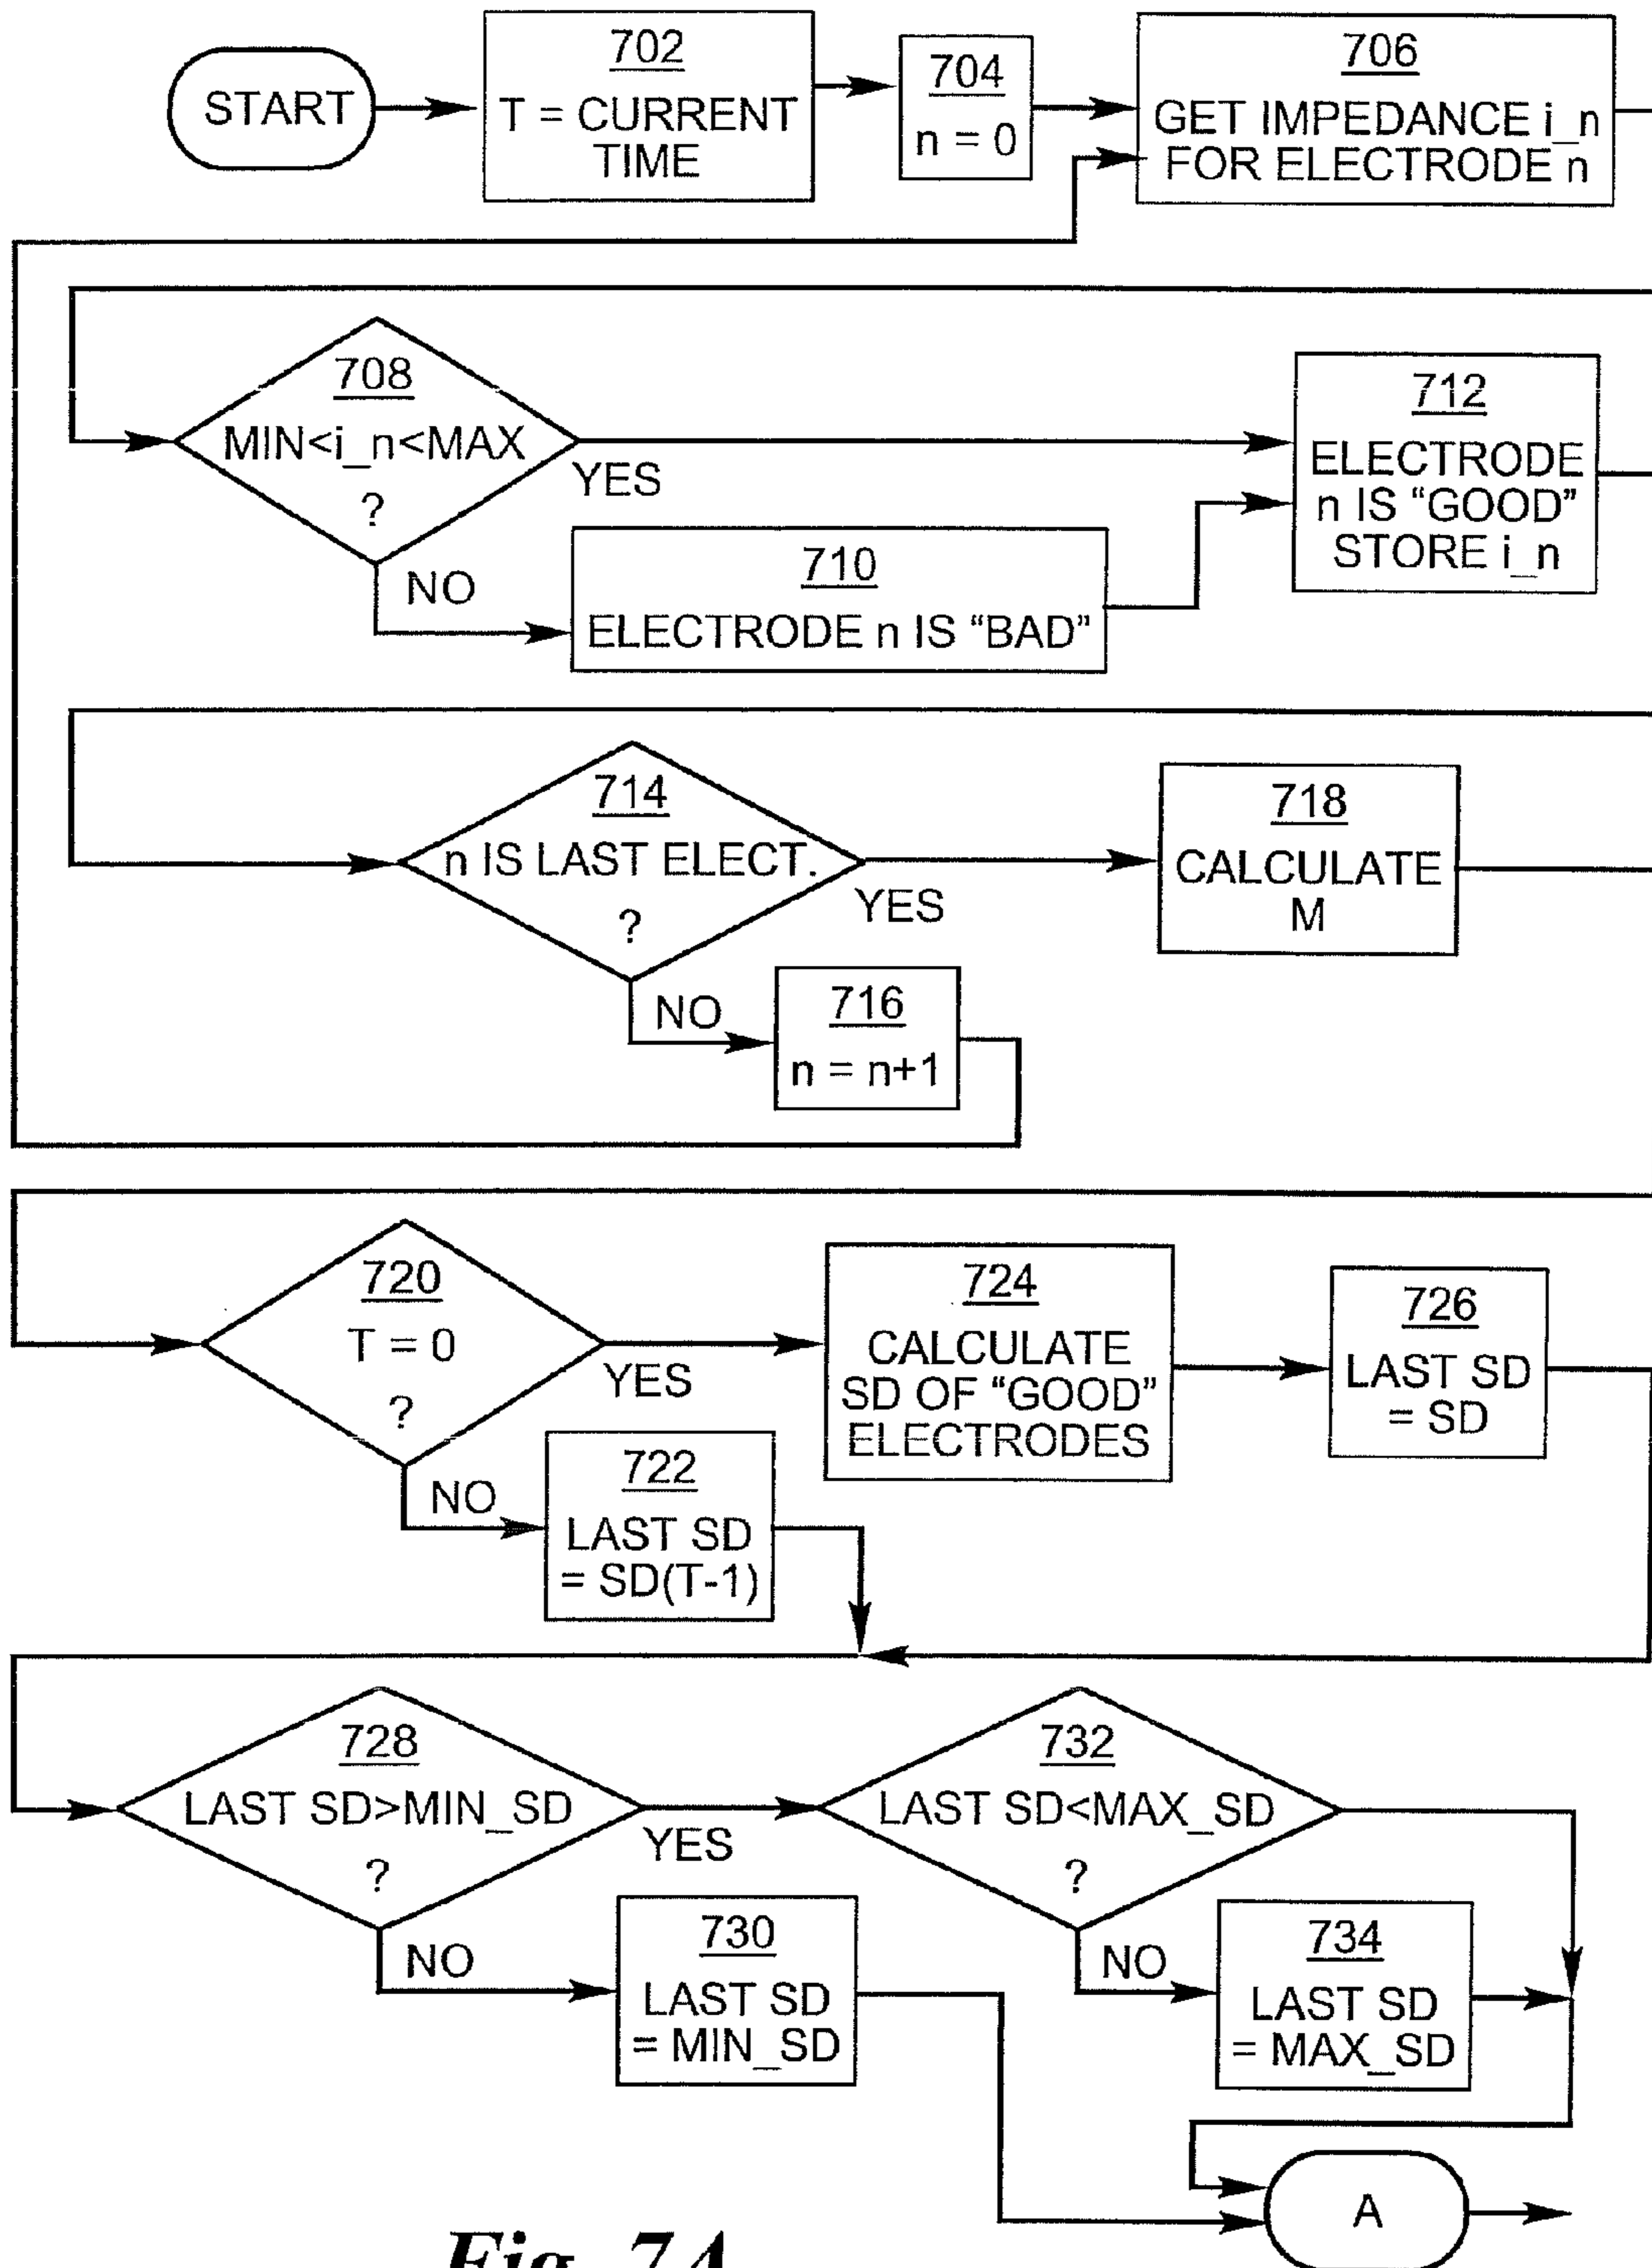 START
702
T = CURRENT
TIME
704
n = 0
706
GET IMPEDANCE i_n
FOR ELECTRODE n
708
MIN<i_n<MAX
?
YES
NO
710
ELECTRODE n IS “BAD”
712
ELECTRODE
n IS “GOOD”
STORE i_n
714
n IS LAST ELECT.
?
YES
NO
716
n = n+1
718
CALCULATE
M
720
T = 0
?
YES
NO
722
LAST SD
= SD(T-1)
724
CALCULATE
SD OF “GOOD”
ELECTRODES
726
LAST SD
= SD
728
LAST SD>MIN_SD
?
YES
NO
730
LAST SD
= MIN_SD
732
LAST SD<MAX_SD
?
NO
734
LAST SD
= MAX_SD
A
Fig. 7A